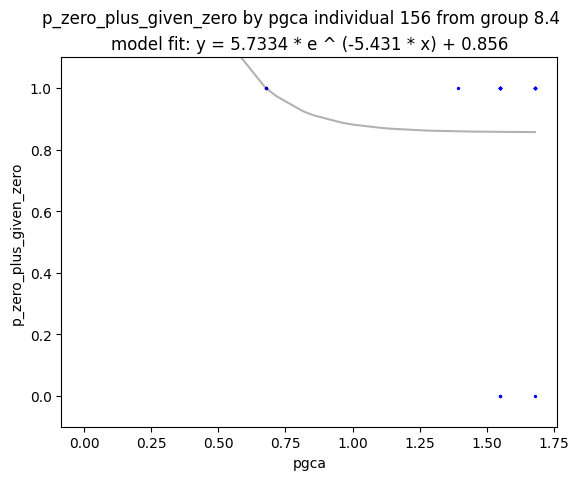 p_zero_plus_given_zero by pgca individual 156 from group 8.4
model fit: y = 5.7334 * e ^ (-5.431 * x) + 0.856
1.0
0.8
0.6
0.4
0.2
0.0
p_zero_plus_given_zero
0.00 0.25 0.50 0.75 1.00 1.25 1.50 1.75
pgca